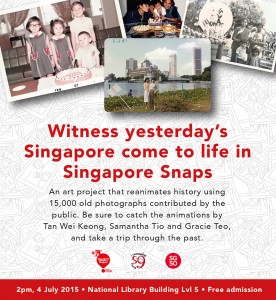 Witness yesterday's
Singapore come to life in
Singapore Snaps
An art project that reanimates history using
15,000 old photographs contributed by the
public. Be sure to catch the animations by
Tan Wei Keong, Samantha Tio and Gracie Teo,
and take a trip through the past.
SG
50
2pm, 4 July 2015 • National Library Building Lvl 5 • Free admission